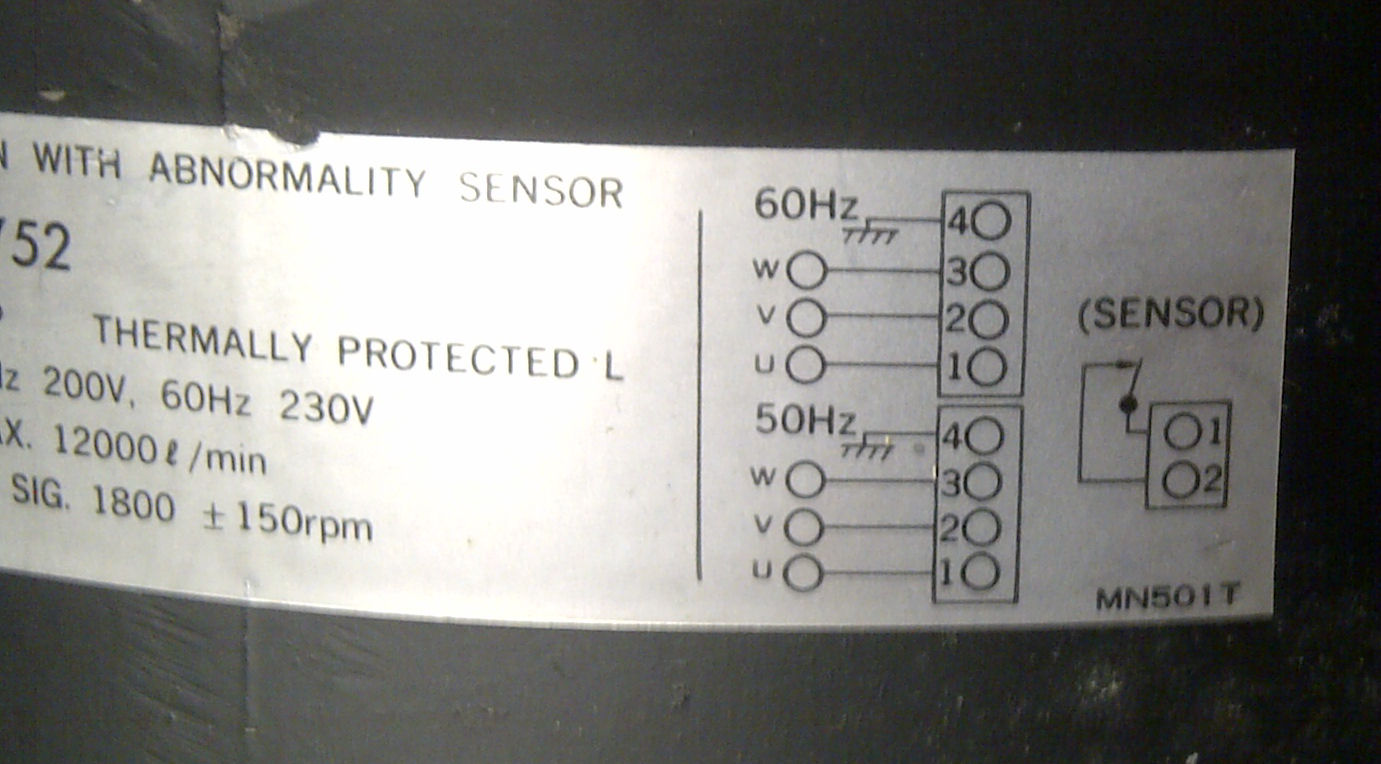 WITH ABNORMALITY SENSOR
52
THERMALLY PROTECTED L
z 200V, 60Hz 230V
X. 12000ℓ/min
SIG. 1800 ±150rpm
60Hz 4
W 3
V 2
U 1
50Hz 4
W 3
V 2
U 1
(SENSOR)
1
2
MN501T